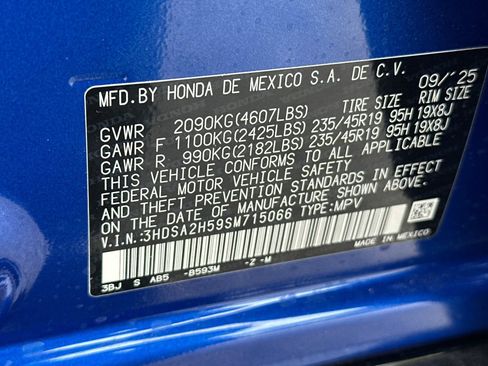 MFD.BY HONDA DE MEXICO S.A. DE C.V. 09/'25
GVWR 2090KG(4607LBS) TIRE SIZE RIM SIZE
GAWR F 1100KG(2425LBS) 235/45R19 95H 19X8J
GAWR R 990KG(2182LBS) 235/45R19 95H 19X8J
THIS VEHICLE CONFORMS TO ALL APPLICABLE
FEDERAL MOTOR VEHICLE SAFETY AND
THEFT PREVENTION STANDARDS IN EFFECT
ON THE DATE OF MANUFACTURE SHOWN ABOVE.
V.I.N.:3HDSA2H59SM715066 TYPE:MPV
MADE IN MEXICO
3BJ S AB5 -B593M -Z -M